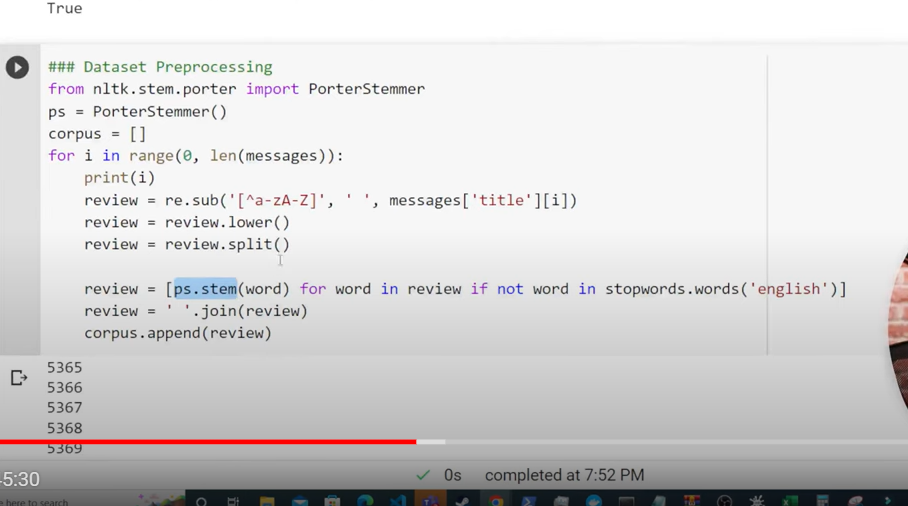 True
### Dataset Preprocessing
from nltk.stem.porter import PorterStemmer
ps = PorterStemmer()
corpus = []
for i in range(0, len(messages)):
    print(i)
    review = re.sub('[^a-zA-Z]', ' ', messages['title'][i])
    review = review.lower()
    review = review.split()
    review = [ps.stem(word) for word in review if not word in stopwords.words('english')]
    review = ' '.join(review)
    corpus.append(review)
5365
5366
5367
5368
5369
5:30
0s completed at 7:52 PM
here to search